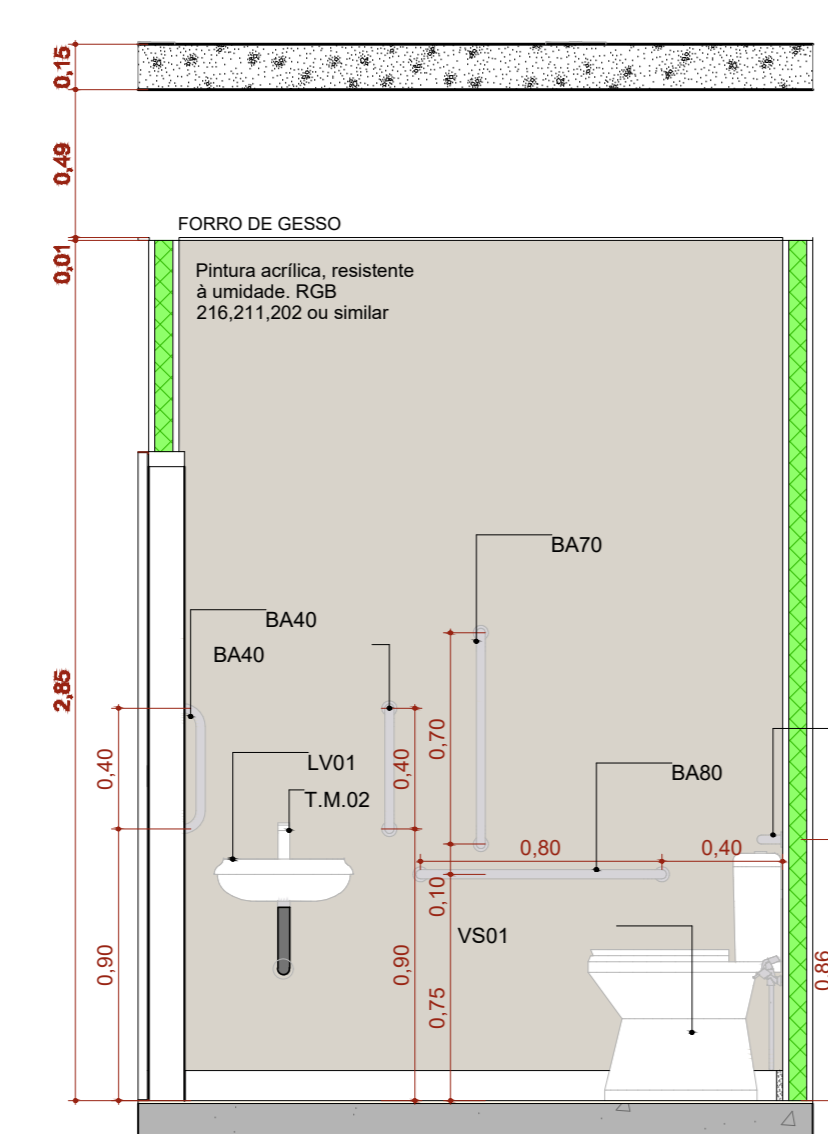 0,15
0,49
FORRO DE GESSO
0,01
Pintura acrílica, resistente
à umidade. RGB
216,211,202 ou similar
BA70
BA40
BA40
2,85
0,70
0,40
0,40
LV01
BA80
T.M.02
0,80
0,40
0,10
VS01
0,90
0,90
0,86
0,75